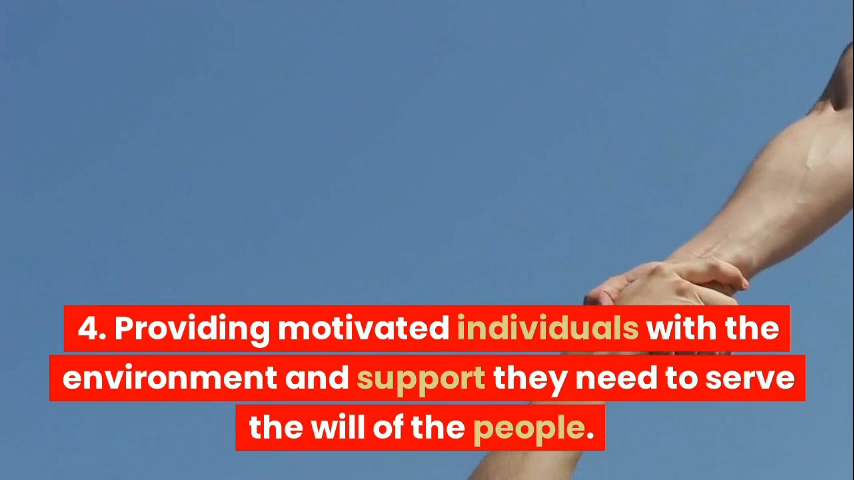 4. Providing motivated individuals with the
environment and support they need to serve
the will of the people.